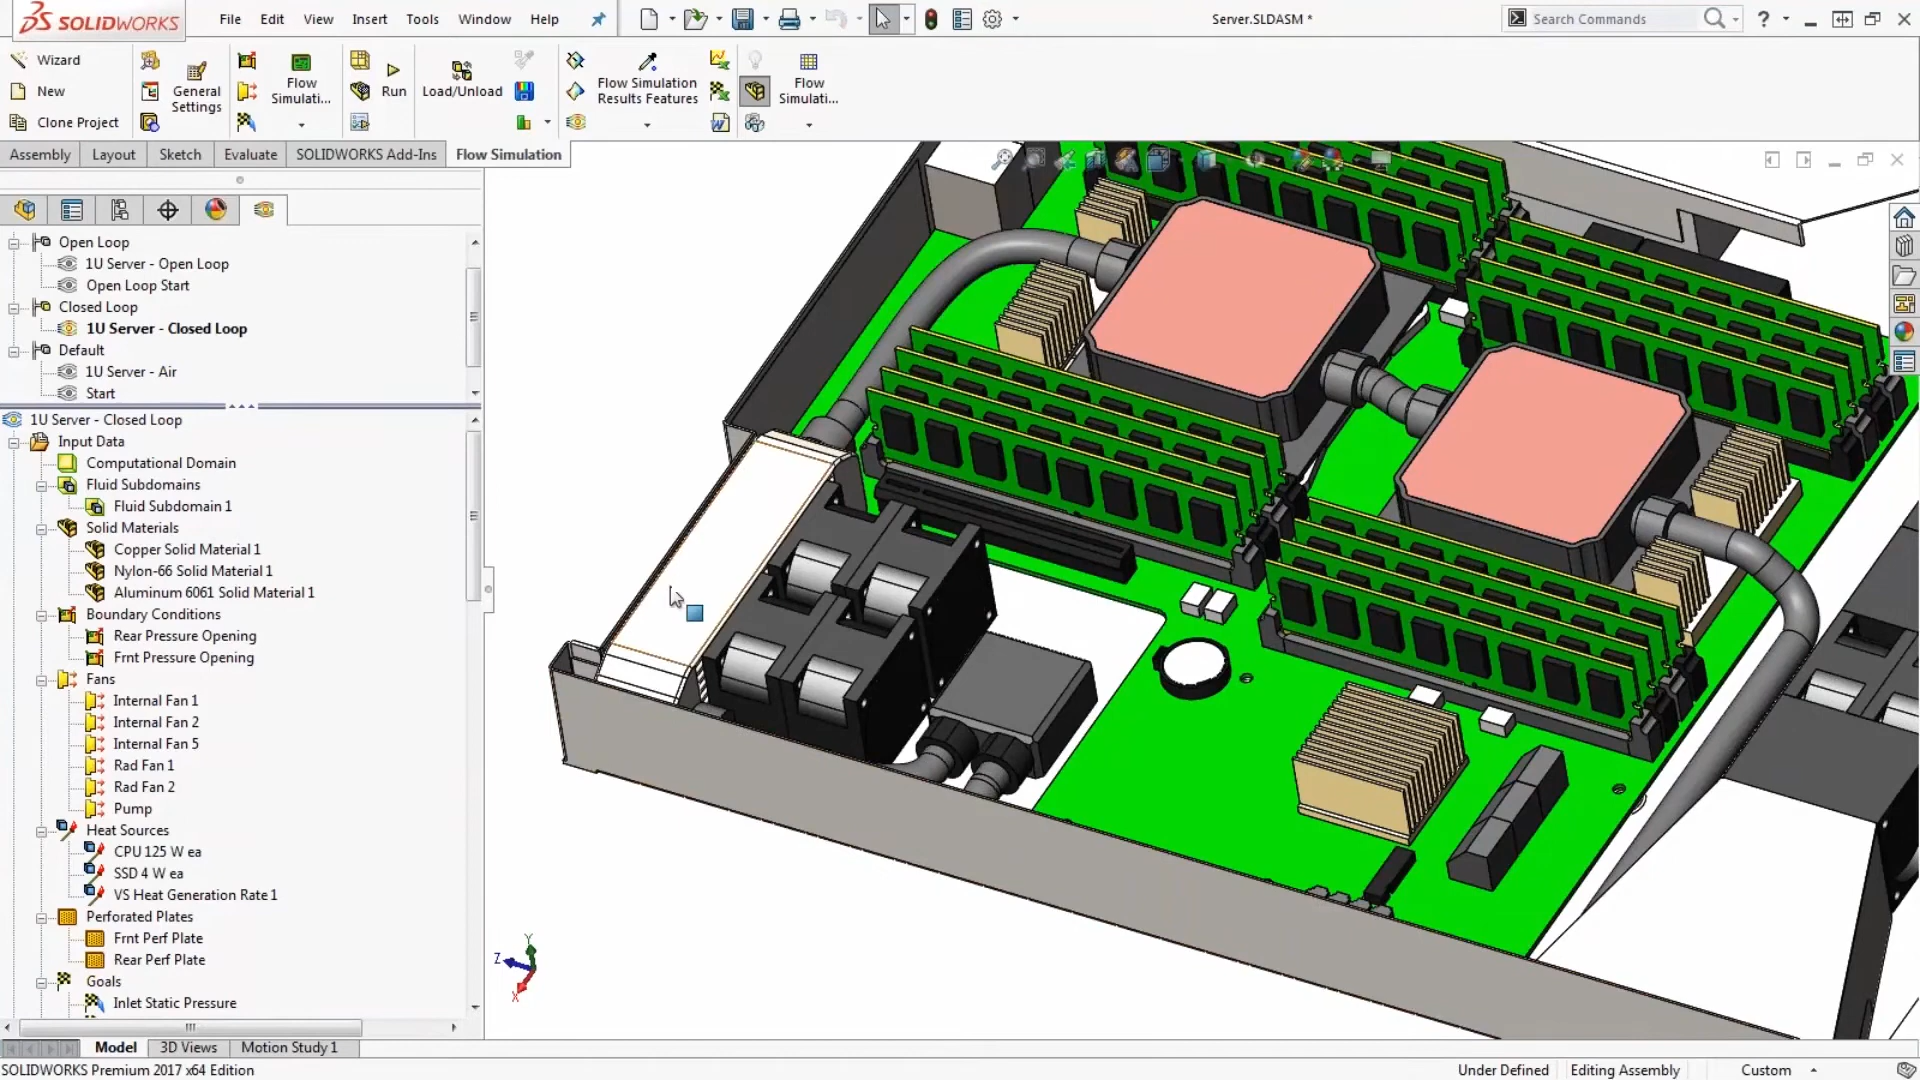 SOLIDWORKS
File Edit View Insert Tools Window Help
Server.SLDASM *
Search Commands
?
Wizard
New
Clone Project
General Settings
Flow Simulati...
Run
Load/Unload
Flow Simulation Results Features
Flow Simulati...
Assembly Layout Sketch Evaluate SOLIDWORKS Add-Ins Flow Simulation
Open Loop
1U Server - Open Loop
Open Loop Start
Closed Loop
1U Server - Closed Loop
Default
1U Server - Air
Start
1U Server - Closed Loop
Input Data
Computational Domain
Fluid Subdomains
Fluid Subdomain 1
Solid Materials
Copper Solid Material 1
Nylon-66 Solid Material 1
Aluminum 6061 Solid Material 1
Boundary Conditions
Rear Pressure Opening
Frnt Pressure Opening
Fans
Internal Fan 1
Internal Fan 2
Internal Fan 5
Rad Fan 1
Rad Fan 2
Pump
Heat Sources
CPU 125 W ea
SSD 4 W ea
VS Heat Generation Rate 1
Perforated Plates
Frnt Perf Plate
Rear Perf Plate
Goals
Inlet Static Pressure
Y
Z
X
Model 3D Views Motion Study 1
SOLIDWORKS Premium 2017 x64 Edition
Under Defined Editing Assembly Custom